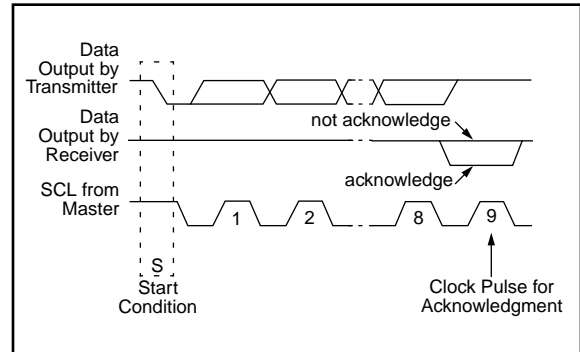 Data
Output by
Transmitter
Data
Output by
Receiver
not acknowledge
acknowledge
SCL from
Master
1
2
8
9
S
Start
Condition
Clock Pulse for
Acknowledgment